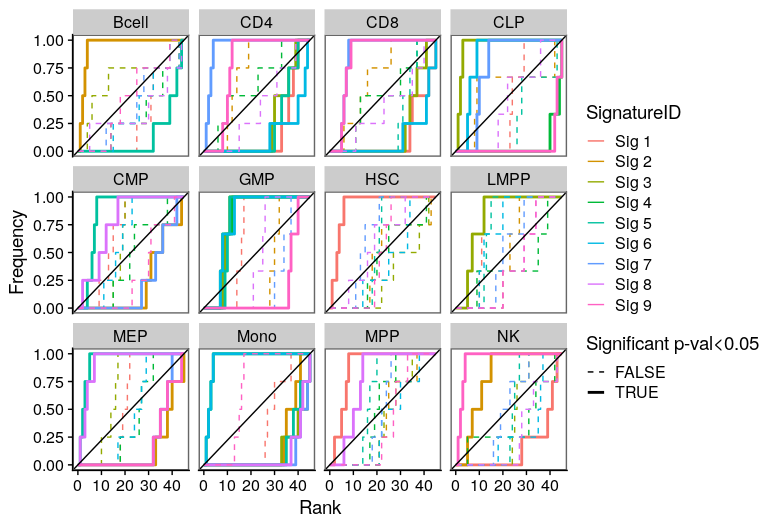 Bcell CD4 CD8 CLP
1.00
0.75
0.50
0.25
0.00
CMP GMP HSC LMPP
1.00
0.75
0.50
0.25
0.00
MEP Mono MPP NK
1.00
0.75
0.50
0.25
0.00
0 10 20 30 40 0 10 20 30 40 0 10 20 30 40 0 10 20 30 40
Rank
Frequency
SignatureID
Sig 1
Sig 2
Sig 3
Sig 4
Sig 5
Sig 6
Sig 7
Sig 8
Sig 9
Significant p-val<0.05
FALSE
TRUE